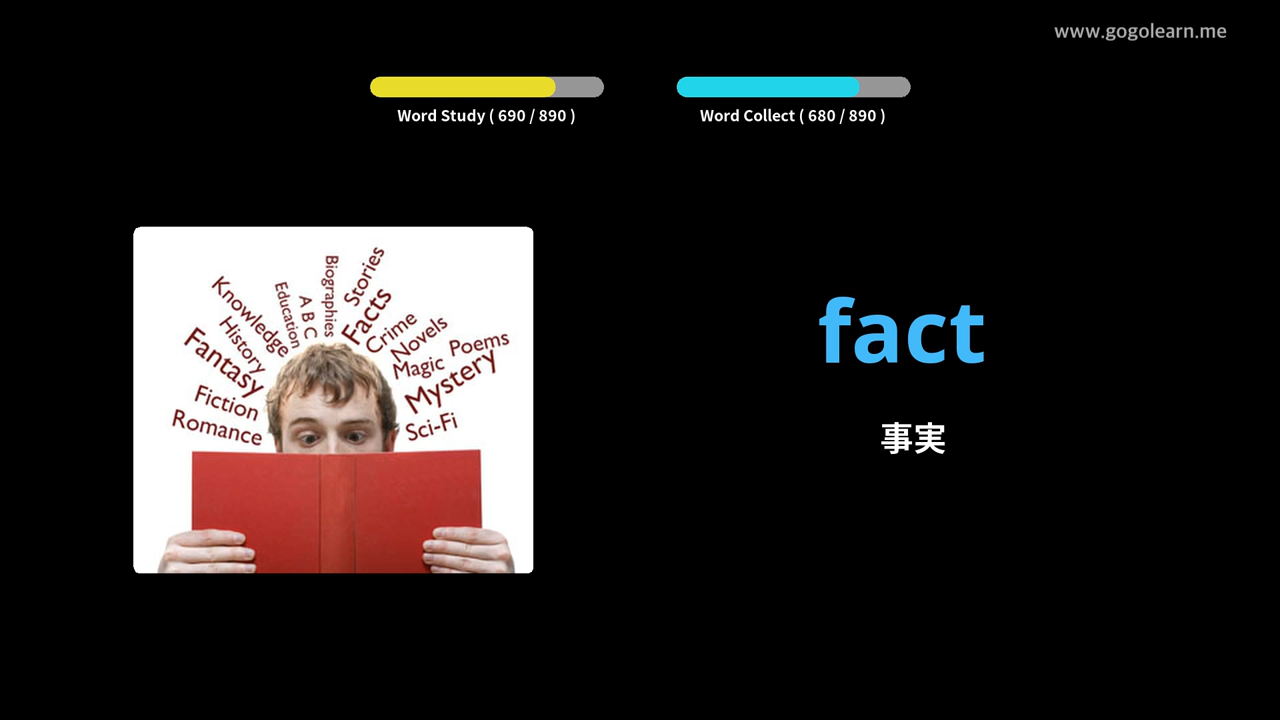 www.gogolearn.me
Word Study ( 690 / 890 )
Word Collect ( 680 / 890 )
Romance
Fiction
Fantasy
History
Knowledge
Education
A B C
Biographies
Stories
Facts
Crime
Novels
Magic
Poems
Mystery
Sci-Fi
fact
事実